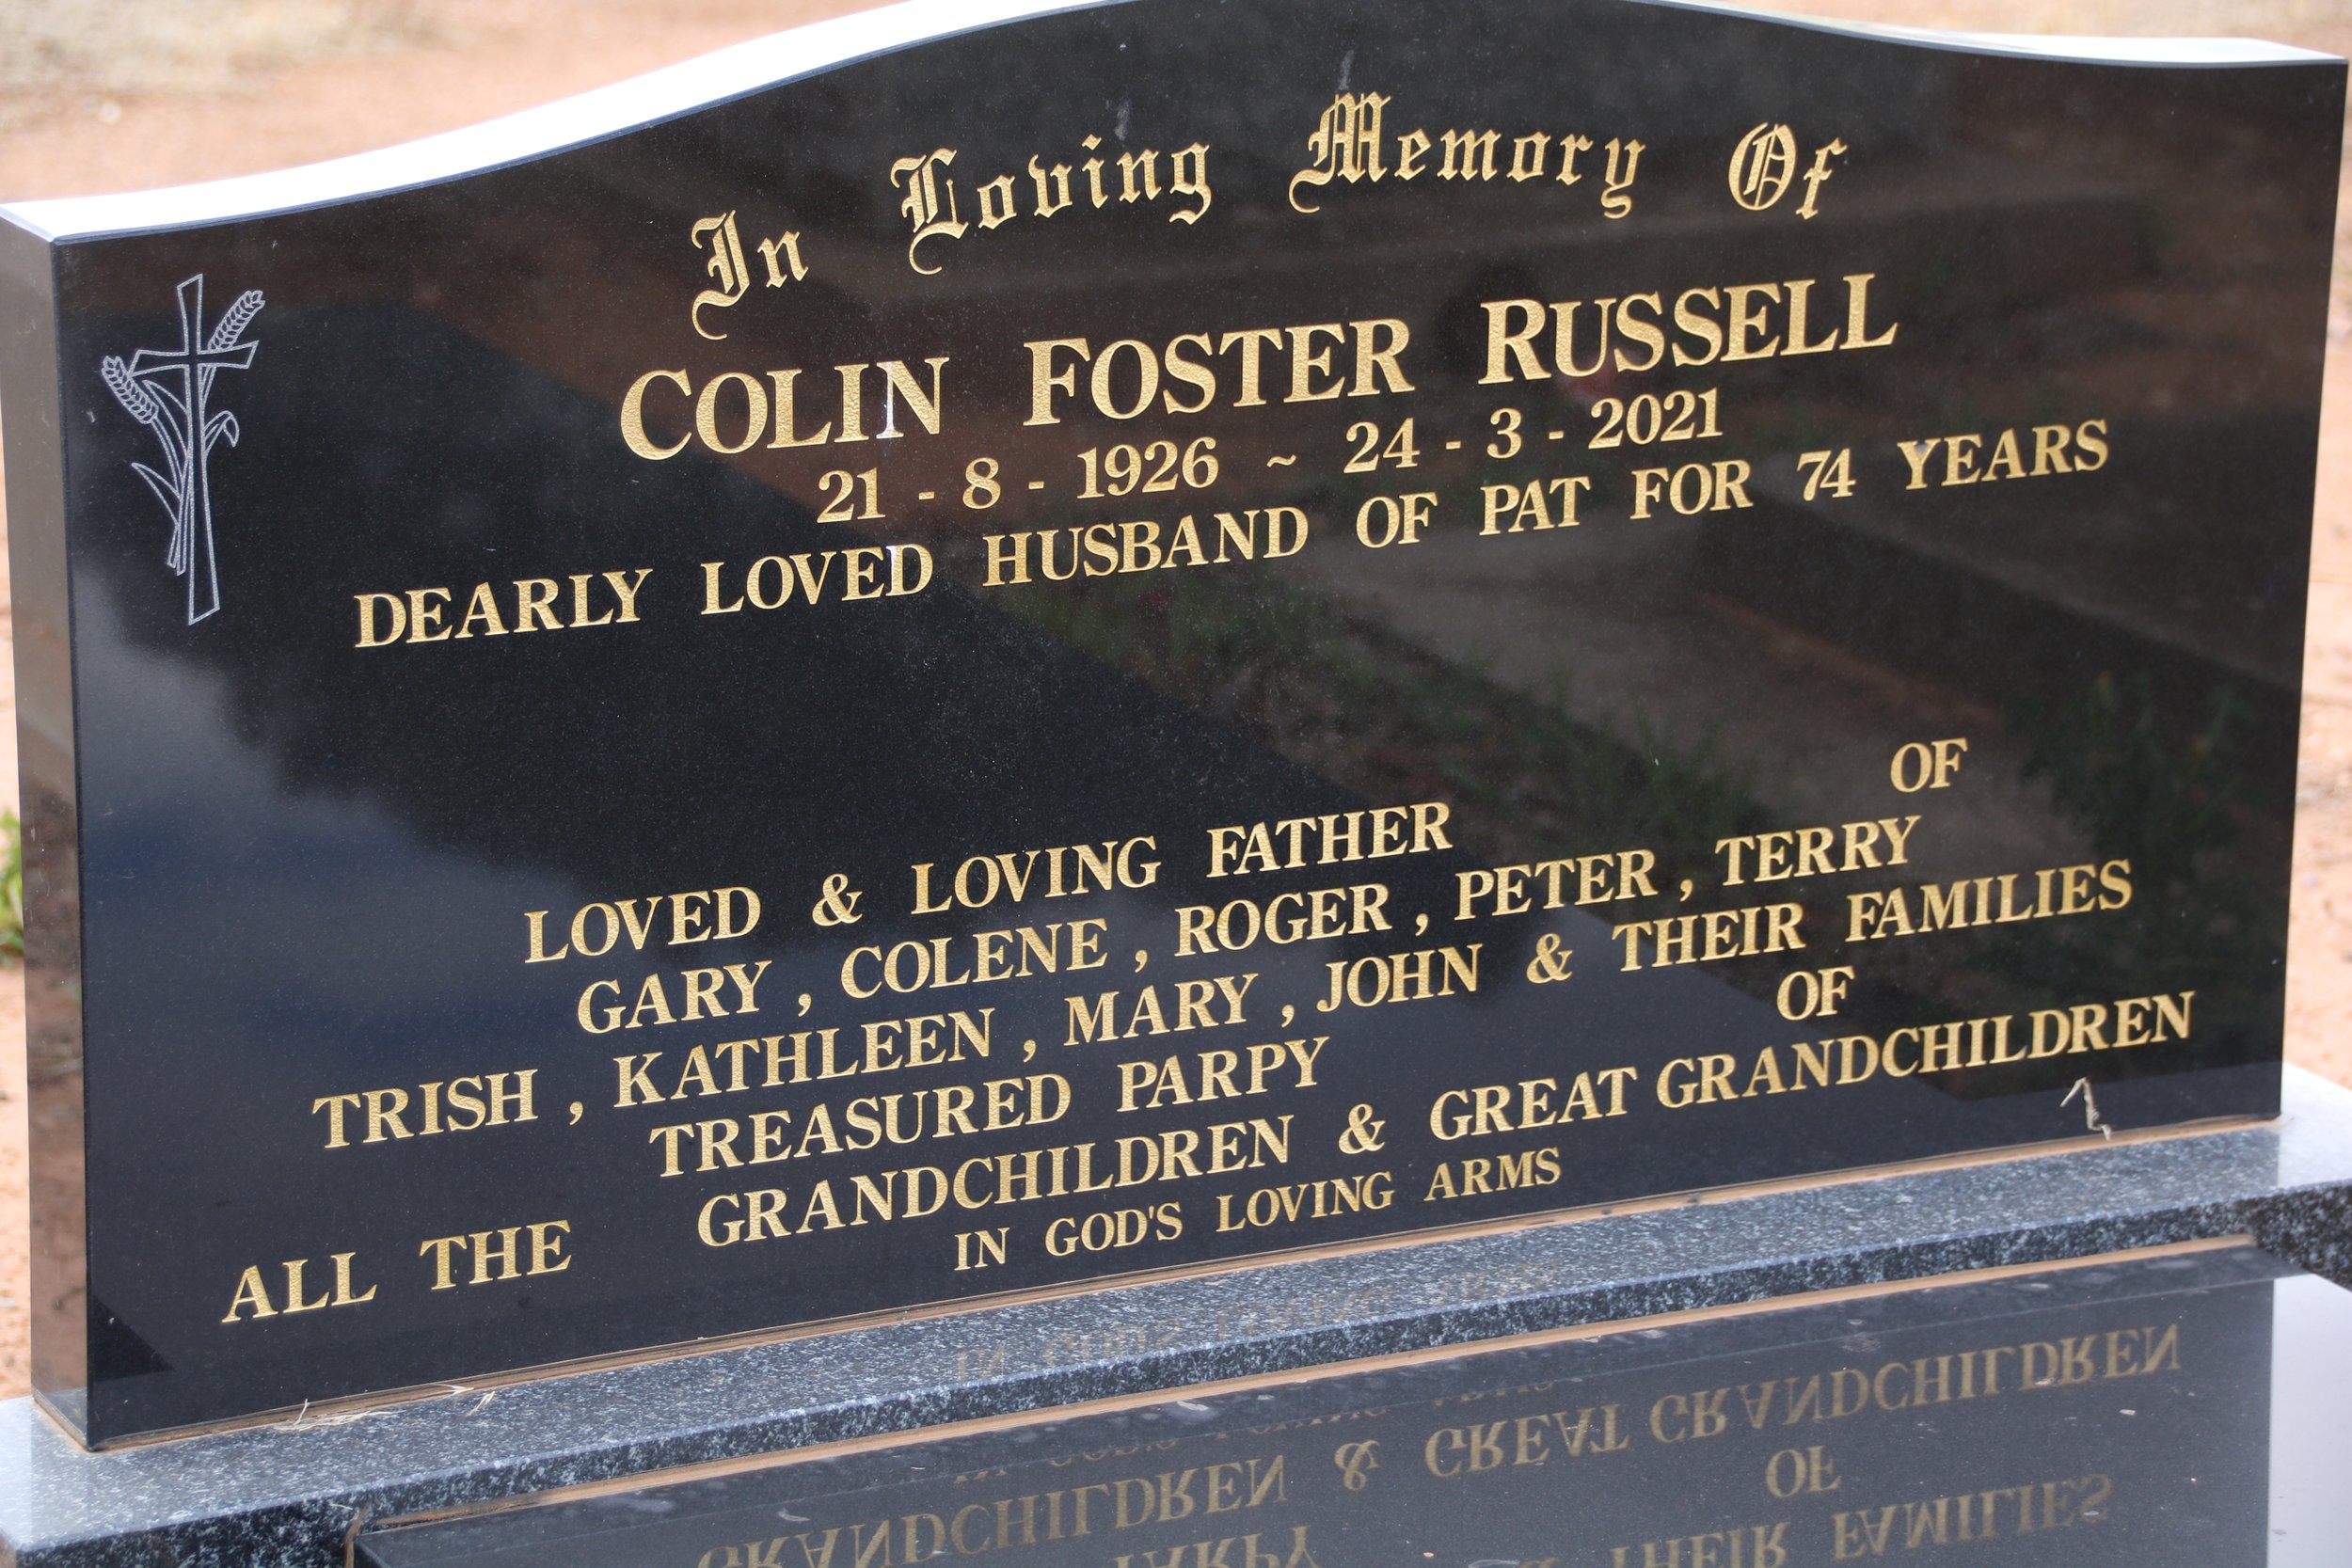 In Loving Memory Of
COLIN FOSTER RUSSELL
21 - 8 - 1926 ~ 24 - 3 - 2021
DEARLY LOVED HUSBAND OF PAT FOR 74 YEARS
LOVED & LOVING FATHER OF
GARY , COLENE , ROGER , PETER , TERRY
TRISH , KATHLEEN , MARY , JOHN & THEIR FAMILIES
TREASURED PARPY OF
ALL THE GRANDCHILDREN & GREAT GRANDCHILDREN
IN GOD'S LOVING ARMS